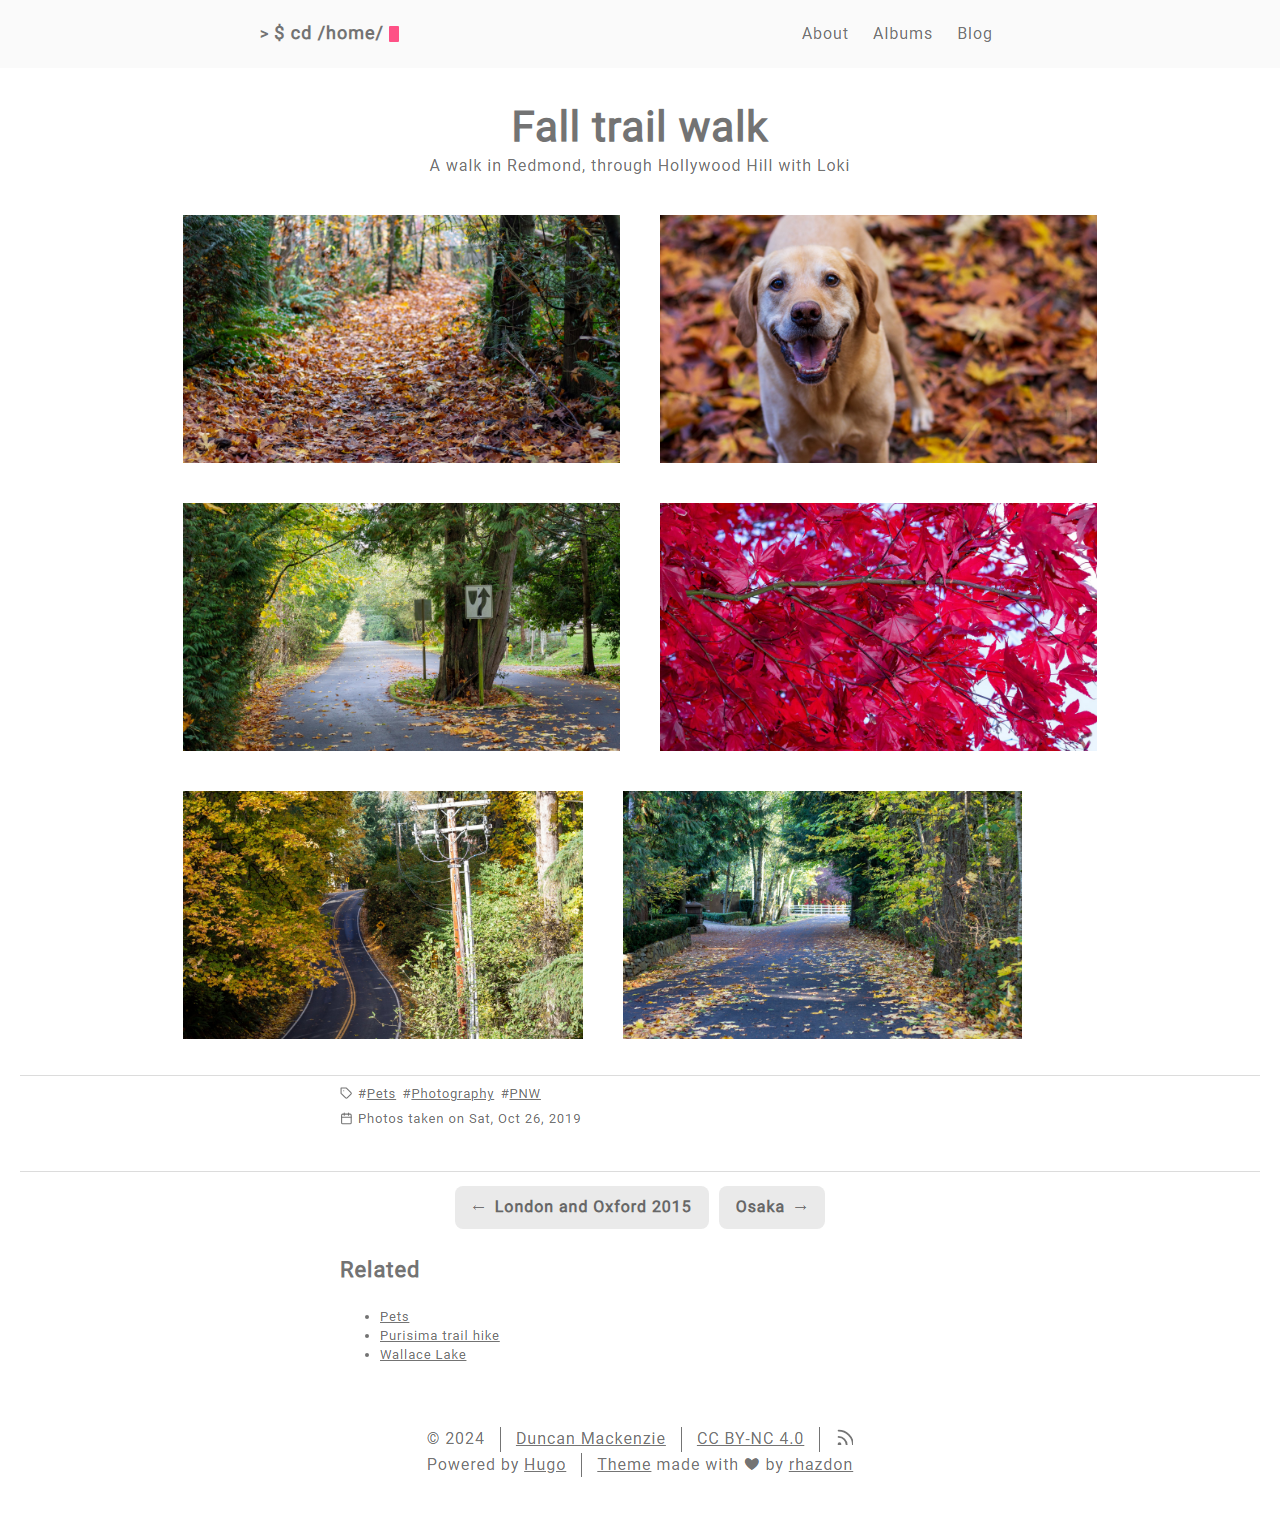 > $ cd /home/
About Albums Blog
Fall trail walk
A walk in Redmond, through Hollywood Hill with Loki
#Pets #Photography #PNW
Photos taken on Sat, Oct 26, 2019
← London and Oxford 2015
Osaka →
Related
Pets
Purisima trail hike
Wallace Lake
© 2024 Duncan Mackenzie CC BY-NC 4.0
Powered by Hugo Theme made with ♥ by rhazdon